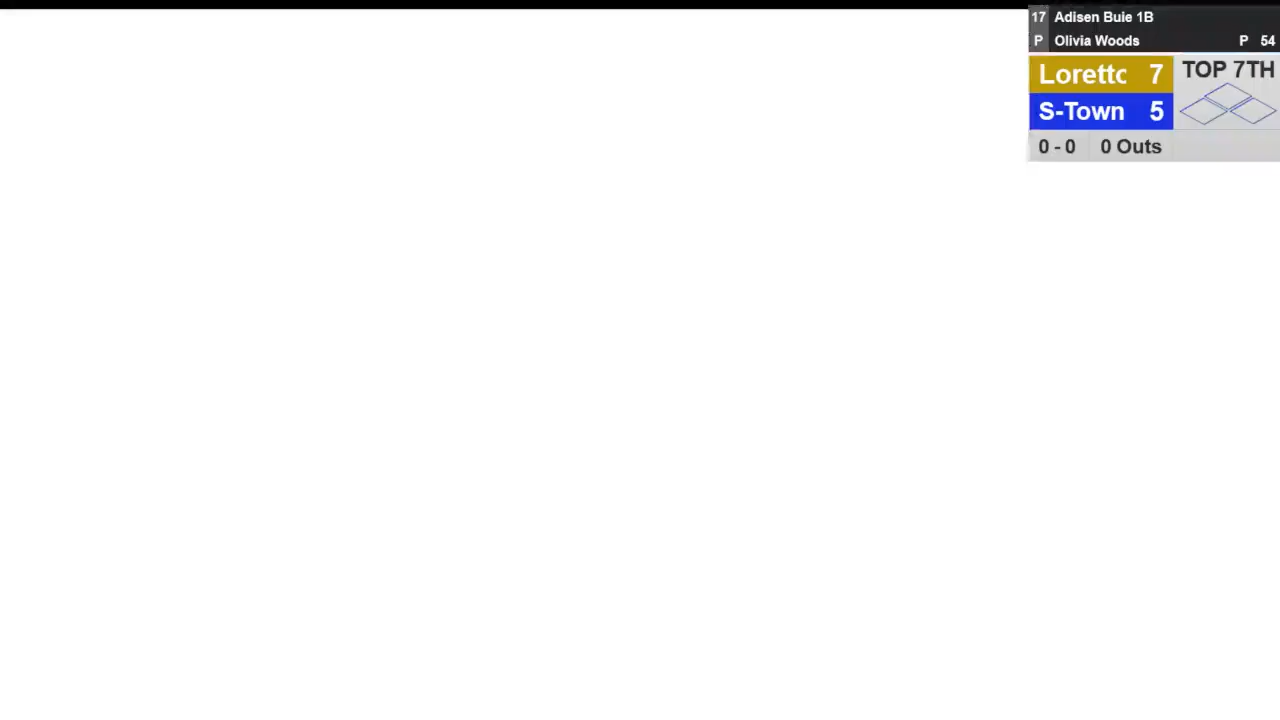 17 Adisen Buie 1B
P Olivia Woods P 54
Loretto 7
S-Town 5
TOP 7TH
0 - 0 0 Outs